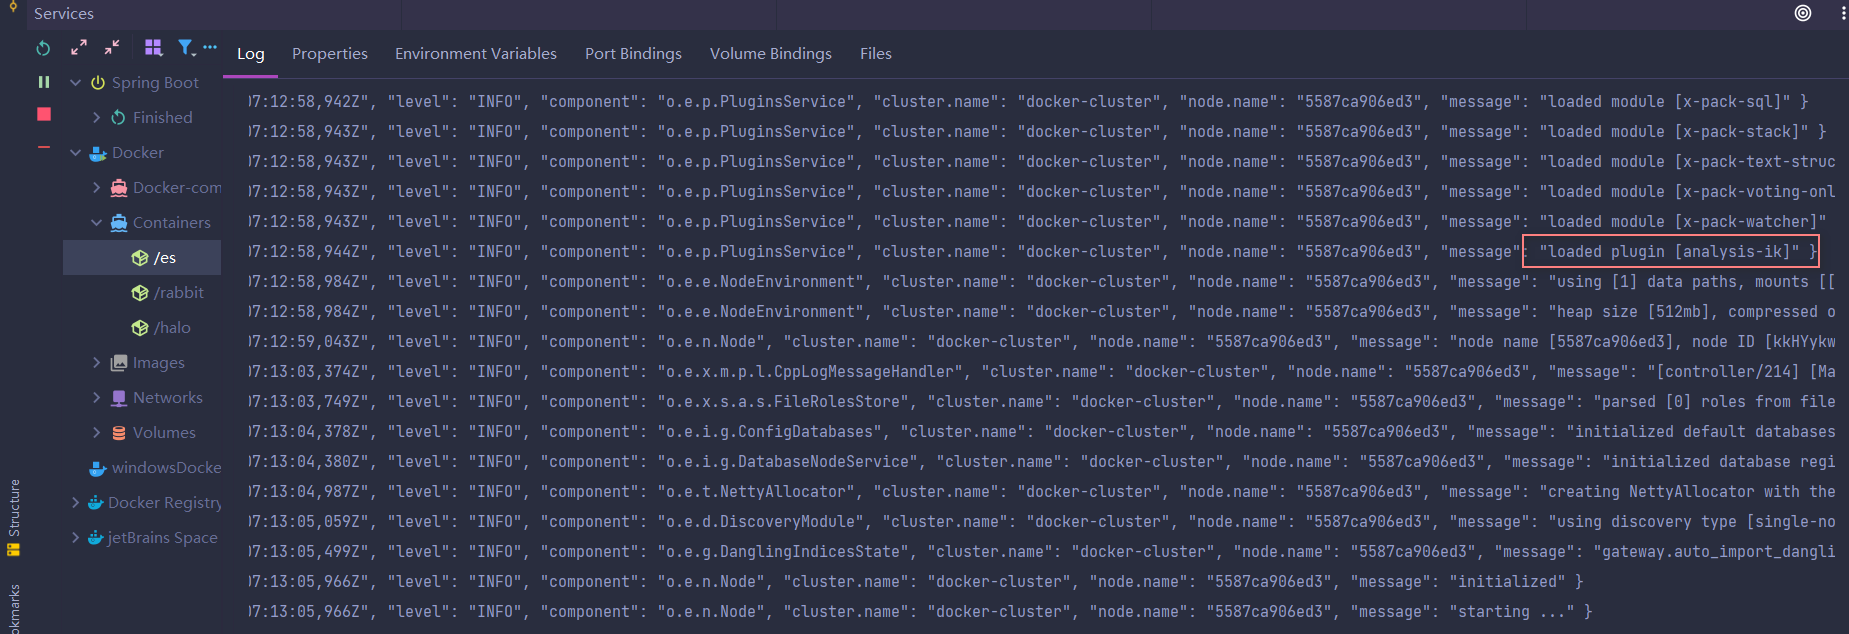 Services
Log Properties Environment Variables Port Bindings Volume Bindings Files
Spring Boot
Finished
Docker
Docker-com
Containers
/es
/rabbit
/halo
Images
Networks
Volumes
windowsDocke
Docker Registry
jetBrains Space
Structure
okmarks
07:12:58,942Z", "level": "INFO", "component": "o.e.p.PluginsService", "cluster.name": "docker-cluster", "node.name": "5587ca906ed3", "message": "loaded module [x-pack-sql]" }
07:12:58,943Z", "level": "INFO", "component": "o.e.p.PluginsService", "cluster.name": "docker-cluster", "node.name": "5587ca906ed3", "message": "loaded module [x-pack-stack]" }
07:12:58,943Z", "level": "INFO", "component": "o.e.p.PluginsService", "cluster.name": "docker-cluster", "node.name": "5587ca906ed3", "message": "loaded module [x-pack-text-struc
07:12:58,943Z", "level": "INFO", "component": "o.e.p.PluginsService", "cluster.name": "docker-cluster", "node.name": "5587ca906ed3", "message": "loaded module [x-pack-voting-onl
07:12:58,943Z", "level": "INFO", "component": "o.e.p.PluginsService", "cluster.name": "docker-cluster", "node.name": "5587ca906ed3", "message": "loaded module [x-pack-watcher]"
07:12:58,944Z", "level": "INFO", "component": "o.e.p.PluginsService", "cluster.name": "docker-cluster", "node.name": "5587ca906ed3", "message": "loaded plugin [analysis-ik]" }
07:12:58,984Z", "level": "INFO", "component": "o.e.e.NodeEnvironment", "cluster.name": "docker-cluster", "node.name": "5587ca906ed3", "message": "using [1] data paths, mounts [[
07:12:58,984Z", "level": "INFO", "component": "o.e.e.NodeEnvironment", "cluster.name": "docker-cluster", "node.name": "5587ca906ed3", "message": "heap size [512mb], compressed o
07:12:59,043Z", "level": "INFO", "component": "o.e.n.Node", "cluster.name": "docker-cluster", "node.name": "5587ca906ed3", "message": "node name [5587ca906ed3], node ID [kkHYykw
07:13:03,374Z", "level": "INFO", "component": "o.e.x.m.p.l.CppLogMessageHandler", "cluster.name": "docker-cluster", "node.name": "5587ca906ed3", "message": "[controller/214] [Ma
07:13:03,749Z", "level": "INFO", "component": "o.e.x.s.a.s.FileRolesStore", "cluster.name": "docker-cluster", "node.name": "5587ca906ed3", "message": "parsed [0] roles from file
07:13:04,378Z", "level": "INFO", "component": "o.e.i.g.ConfigDatabases", "cluster.name": "docker-cluster", "node.name": "5587ca906ed3", "message": "initialized default databases
07:13:04,380Z", "level": "INFO", "component": "o.e.i.g.DatabaseNodeService", "cluster.name": "docker-cluster", "node.name": "5587ca906ed3", "message": "initialized database regi
07:13:04,987Z", "level": "INFO", "component": "o.e.t.NettyAllocator", "cluster.name": "docker-cluster", "node.name": "5587ca906ed3", "message": "creating NettyAllocator with the
07:13:05,059Z", "level": "INFO", "component": "o.e.d.DiscoveryModule", "cluster.name": "docker-cluster", "node.name": "5587ca906ed3", "message": "using discovery type [single-no
07:13:05,499Z", "level": "INFO", "component": "o.e.g.DanglingIndicesState", "cluster.name": "docker-cluster", "node.name": "5587ca906ed3", "message": "gateway.auto_import_dangli
07:13:05,966Z", "level": "INFO", "component": "o.e.n.Node", "cluster.name": "docker-cluster", "node.name": "5587ca906ed3", "message": "initialized" }
07:13:05,966Z", "level": "INFO", "component": "o.e.n.Node", "cluster.name": "docker-cluster", "node.name": "5587ca906ed3", "message": "starting ..." }